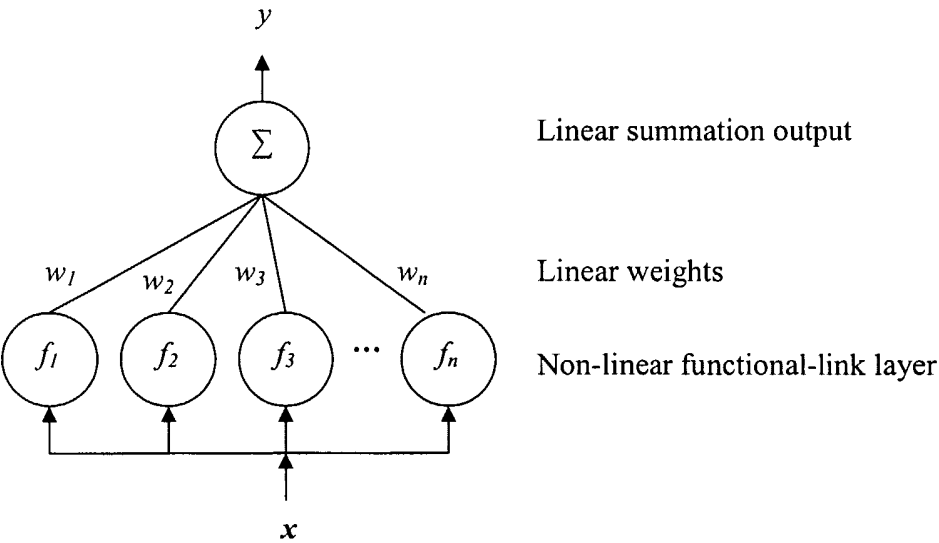 y
Σ
Linear summation output
w1 w2 w3 wn
Linear weights
f1 f2 f3 ... fn
Non-linear functional-link layer
x